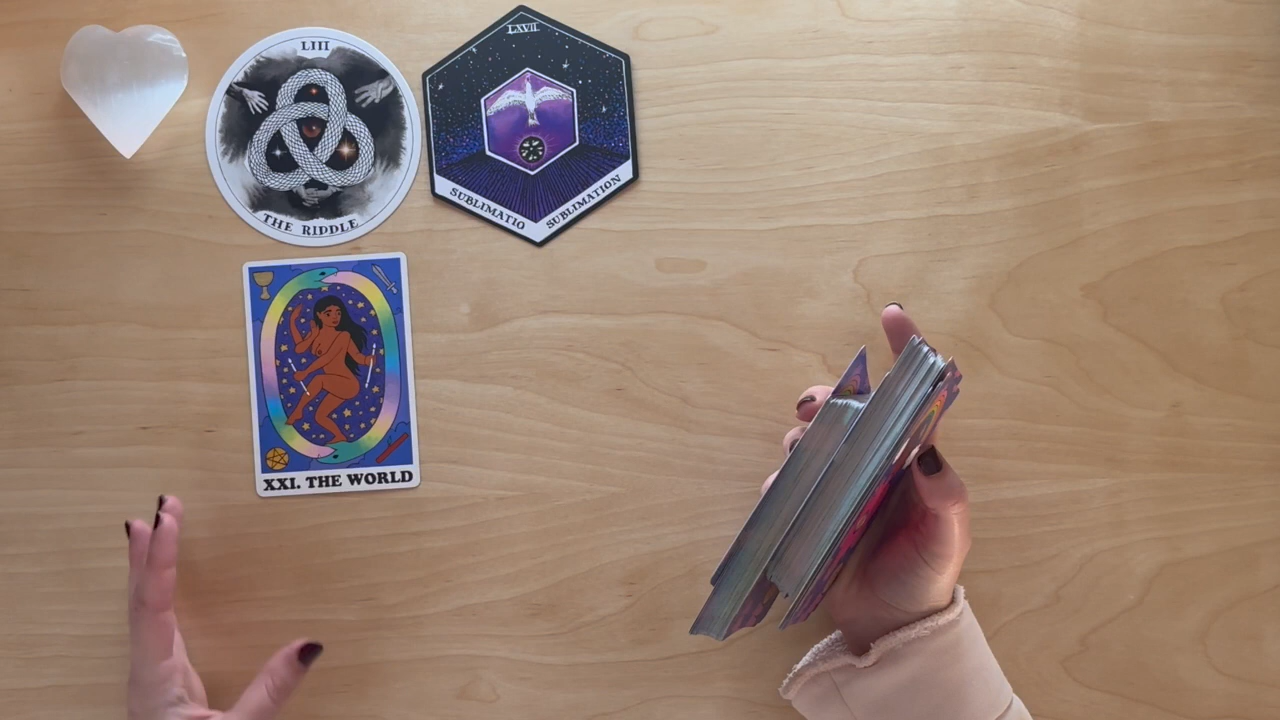 LIII
THE RIDDLE
LXVII
SUBLIMATIO SUBLIMATION
XXI. THE WORLD